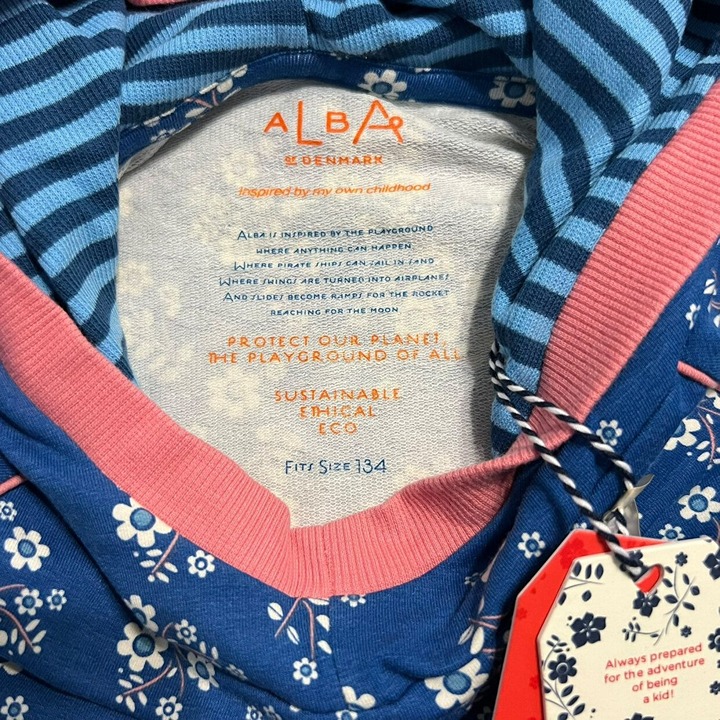 ALBA
OF DENMARK
Inspired by my own childhood
ALBA IS INSPIRED BY THE PLAYGROUND
WHERE ANYTHING CAN HAPPEN
WHERE PIRATE SHIPS CAN SAIL IN SAND
WHERE SWINGS ARE TURNED INTO AIRPLANES
AND SLIDES BECOME RAMPS FOR THE ROCKET
REACHING FOR THE MOON
PROTECT OUR PLANET
THE PLAYGROUND OF ALL
SUSTAINABLE
ETHICAL
ECO
FITS SIZE 134
Always prepared
for the adventure
of being
a kid!